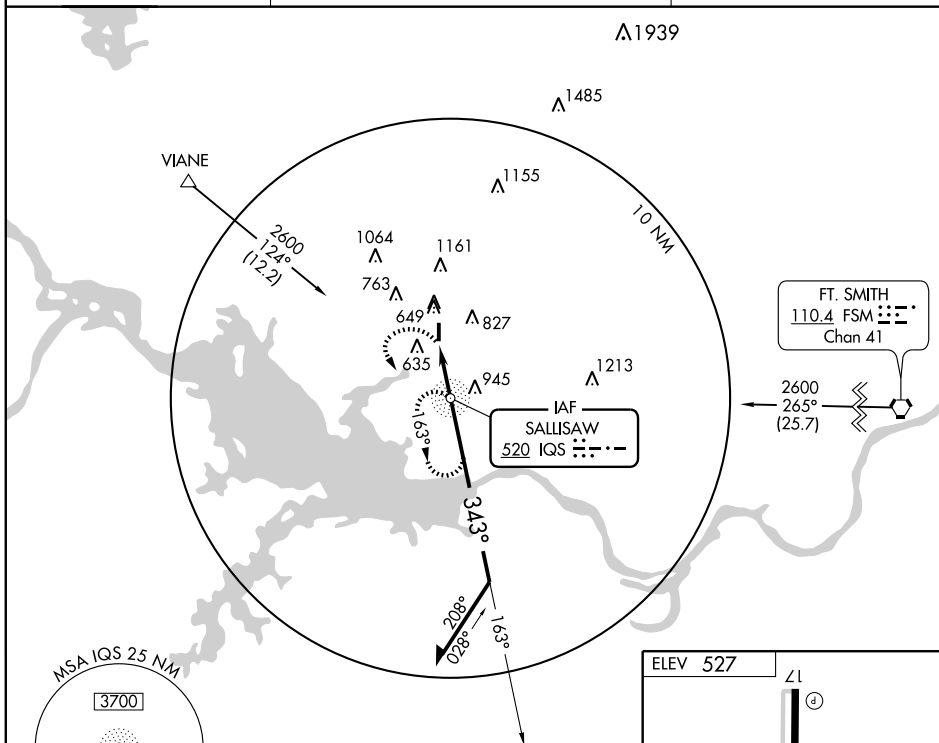 1939
1485
VIANE
1155
10 NM
2600
124°
(12.2)
1064
1161
763
649
827
635
945
1213
FT. SMITH
110.4 FSM
Chan 41
2600
265°
(25.7)
IAF
SALLISAW
520 IQS
163°
343°
208°
028°
163°
MSA IQS 25 NM
3700
ELEV 527
17
P